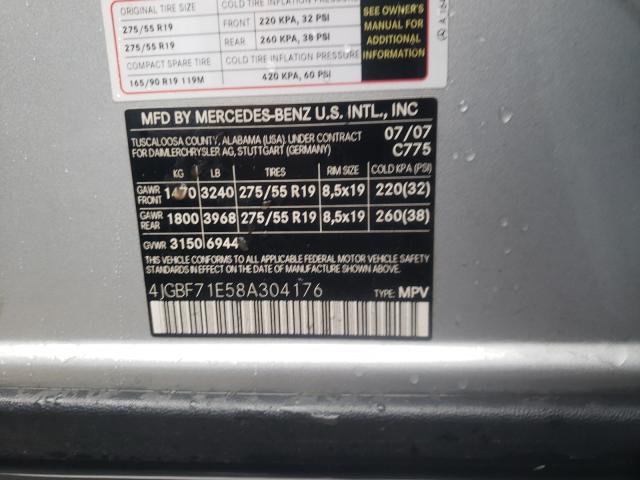 ORIGINAL TIRE SIZE
COLD TIRE INFLATION PRESSURE
275/55 R19 FRONT 220 KPA, 32 PSI
275/55 R19 REAR 260 KPA, 38 PSI
COMPACT SPARE TIRE COLD TIRE INFLATION PRESSURE
165/90 R19 119M 420 KPA, 60 PSI
SEE OWNER'S
MANUAL FOR
ADDITIONAL
INFORMATION
MFD BY MERCEDES-BENZ U.S. INTL., INC
TUSCALOOSA COUNTY, ALABAMA (USA). UNDER CONTRACT 07/07
FOR DAIMLERCHRYSLER AG, STUTTGART (GERMANY) C775
KG LB TIRES RIM SIZE COLD KPA (PSI)
GAWR FRONT 1470 3240 275/55 R19 8,5x19 220(32)
GAWR REAR 1800 3968 275/55 R19 8,5x19 260(38)
GVWR 3150 6944
THIS VEHICLE CONFORMS TO ALL APPLICABLE FEDERAL MOTOR VEHICLE SAFETY
STANDARDS IN EFFECT ON THE DATE OF MANUFACTURE SHOWN ABOVE.
4JGBF71E58A304176 TYPE: MPV